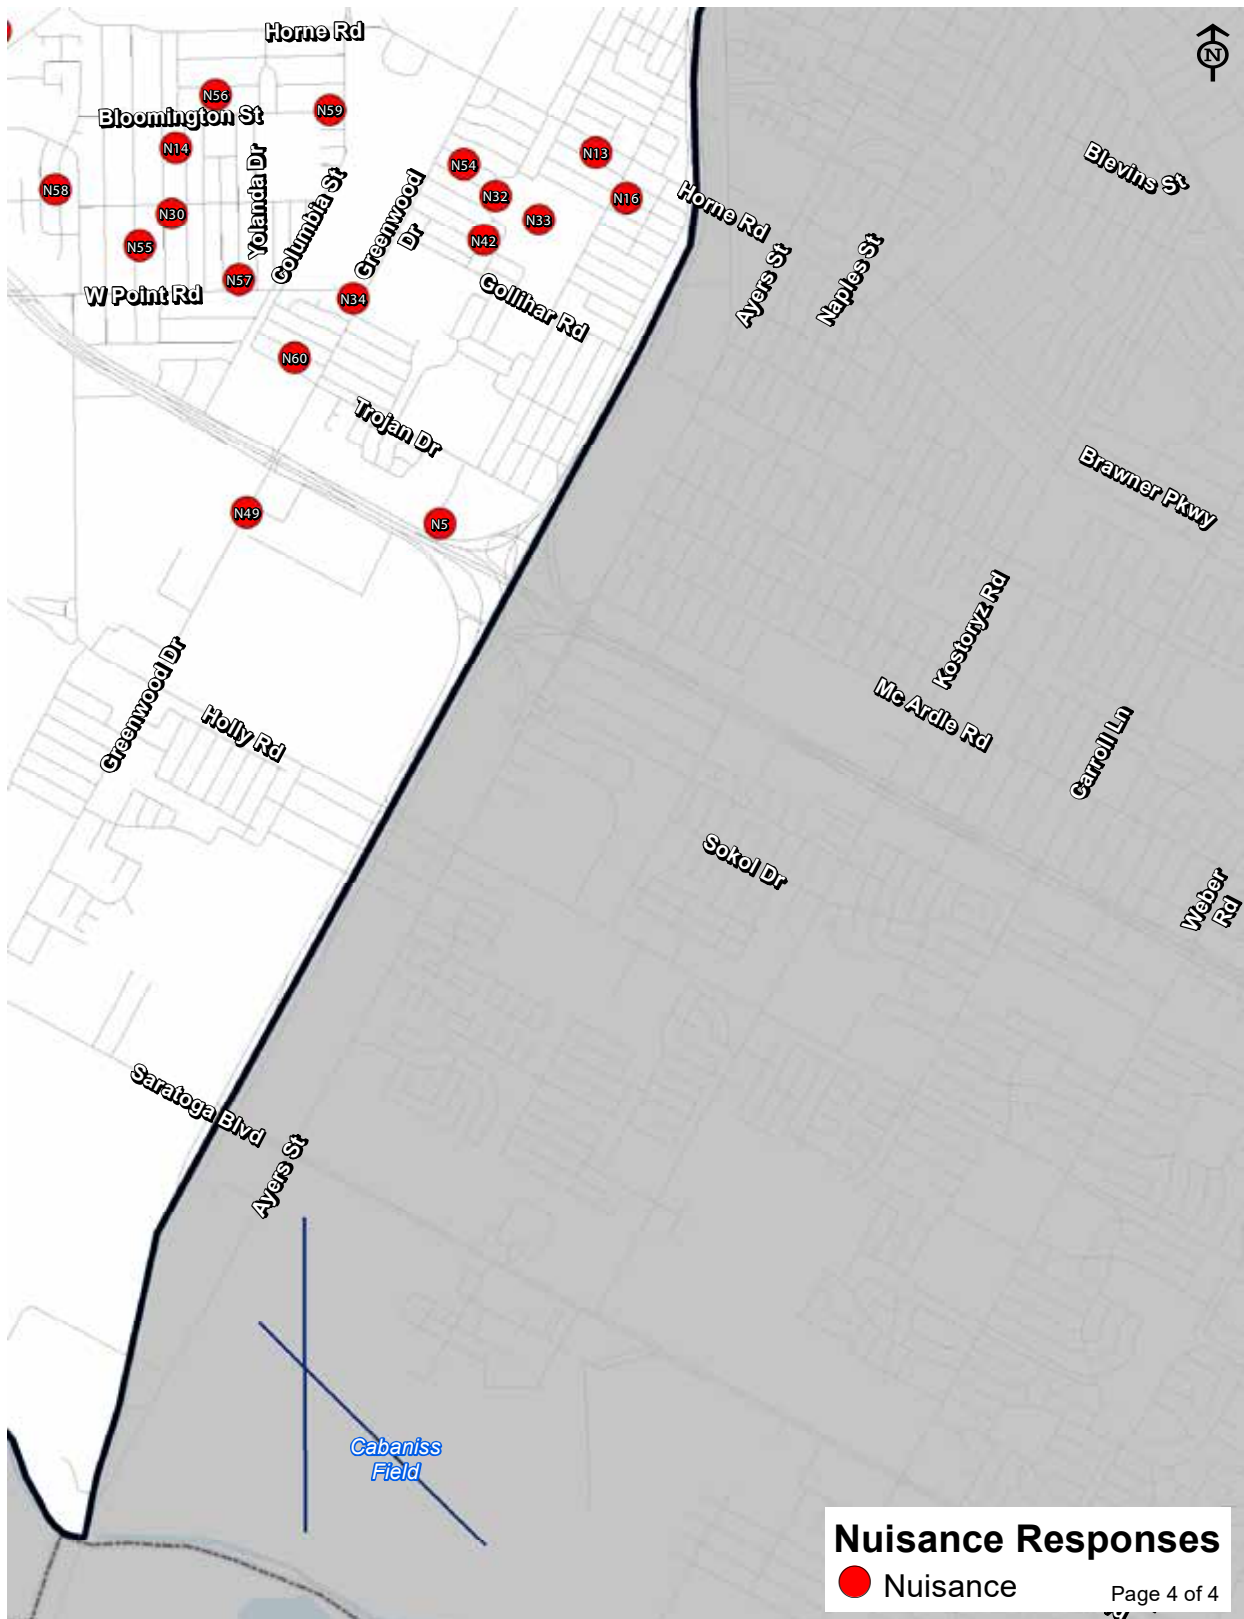 Horne Rd
N
N56
Bloomington St
N59
N14
N13
Blevins St
N54
N58
N32
N16
Yolanda Dr
Columbia St
Greenwood
Dr
Horne Rd
N30
N33
N55
N42
Ayers St
Naples St
N57
W Point Rd
N34
Gollihar Rd
N60
Trojan Dr
Brawner Pkwy
N49
N5
Kostoryz Rd
Greenwood Dr
Holly Rd
Mc Ardle Rd
Carroll Ln
Sokol Dr
Weber
Rd
Saratoga Blvd
Ayers St
Cabaniss
Field
Nuisance Responses
Nuisance
Page 4 of 4